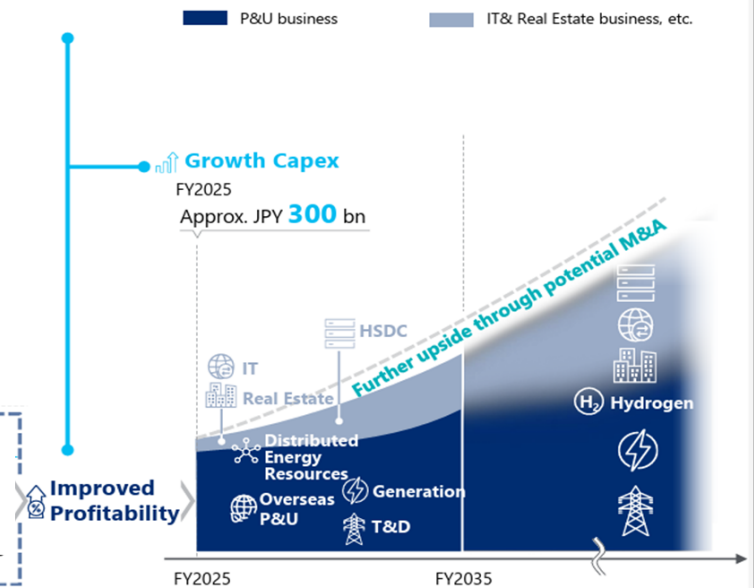 P&U business
IT& Real Estate business, etc.
Growth Capex
FY2025
Approx. JPY 300 bn
Further upside through potential M&A
HSDC
IT
Real Estate
H₂ Hydrogen
Distributed
Energy
Resources
Generation
Overseas
P&U
T&D
Improved
Profitability
FY2025
FY2035